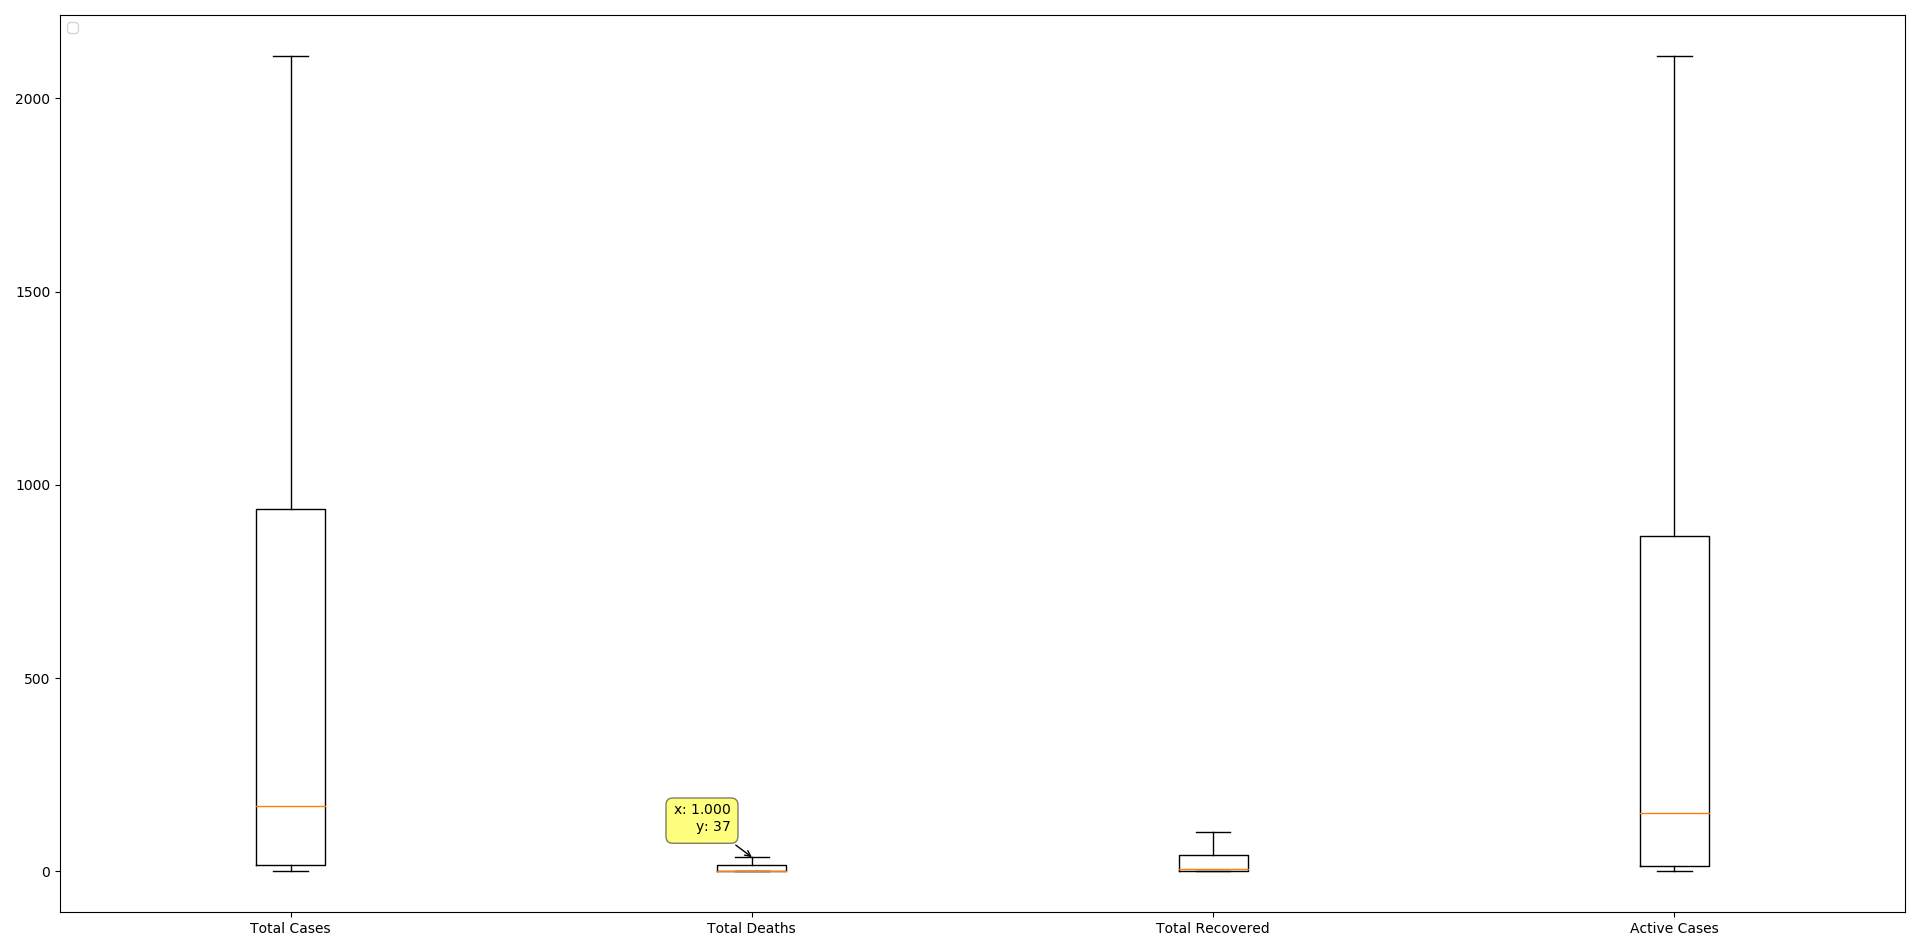 2000
1500
1000
500
0
x: 1.000
y: 37
Total Cases
Total Deaths
Total Recovered
Active Cases